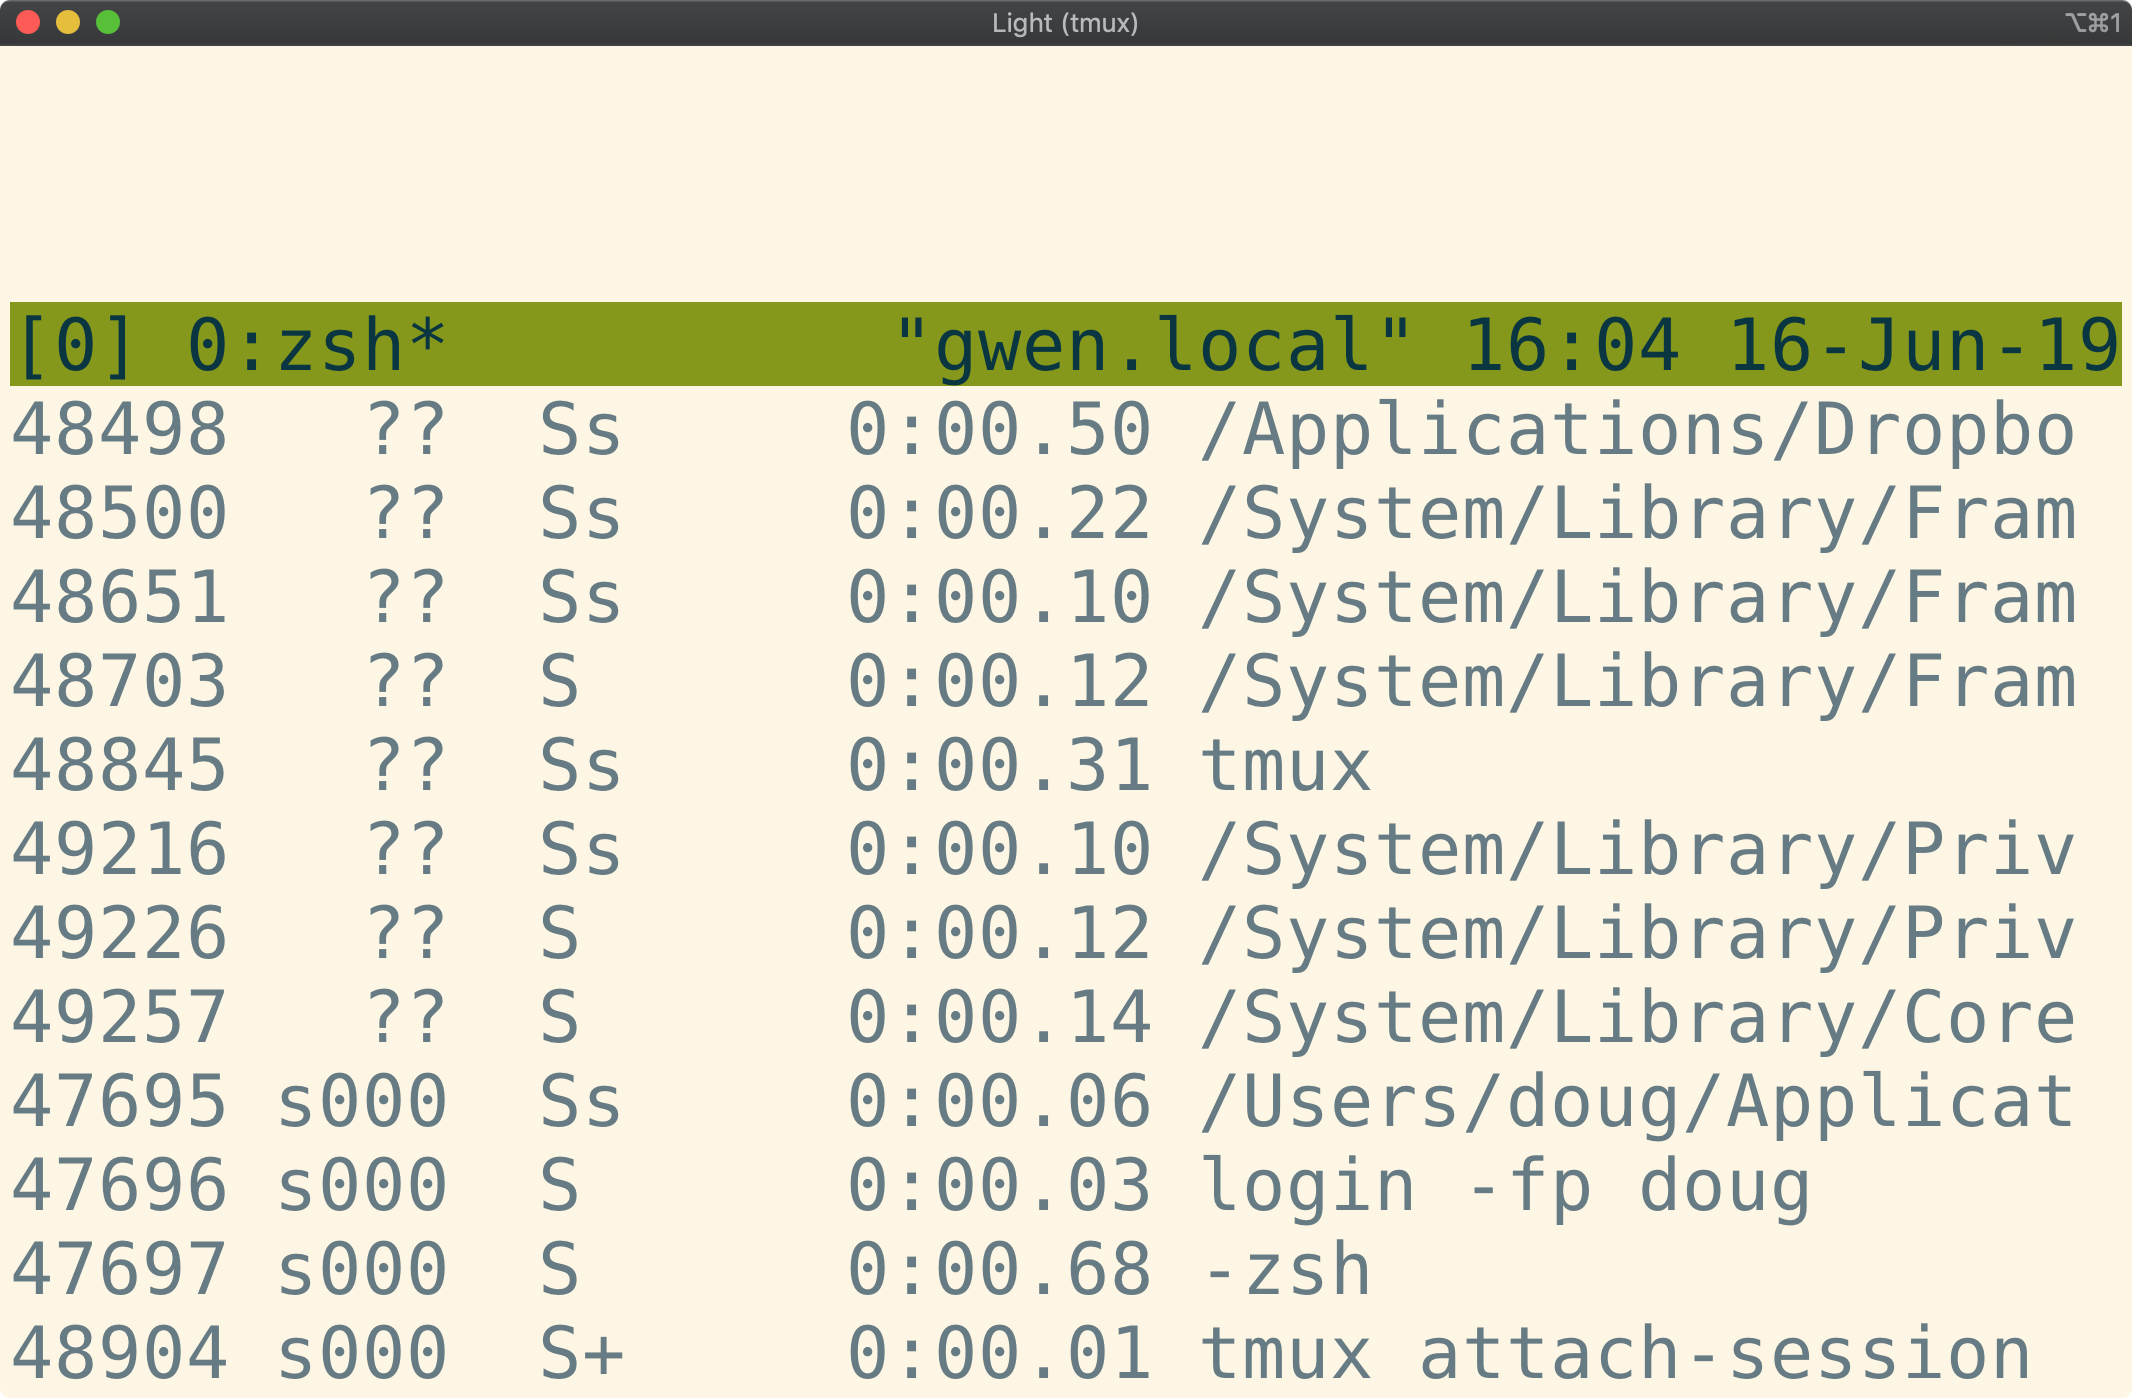 Light (tmux) ⌥⌘1
[0] 0:zsh* "gwen.local" 16:04 16-Jun-19
48498 ?? Ss 0:00.50 /Applications/Dropbo
48500 ?? Ss 0:00.22 /System/Library/Fram
48651 ?? Ss 0:00.10 /System/Library/Fram
48703 ?? S 0:00.12 /System/Library/Fram
48845 ?? Ss 0:00.31 tmux
49216 ?? Ss 0:00.10 /System/Library/Priv
49226 ?? S 0:00.12 /System/Library/Priv
49257 ?? S 0:00.14 /System/Library/Core
47695 s000 Ss 0:00.06 /Users/doug/Applicat
47696 s000 S 0:00.03 login -fp doug
47697 s000 S 0:00.68 -zsh
48904 s000 S+ 0:00.01 tmux attach-session